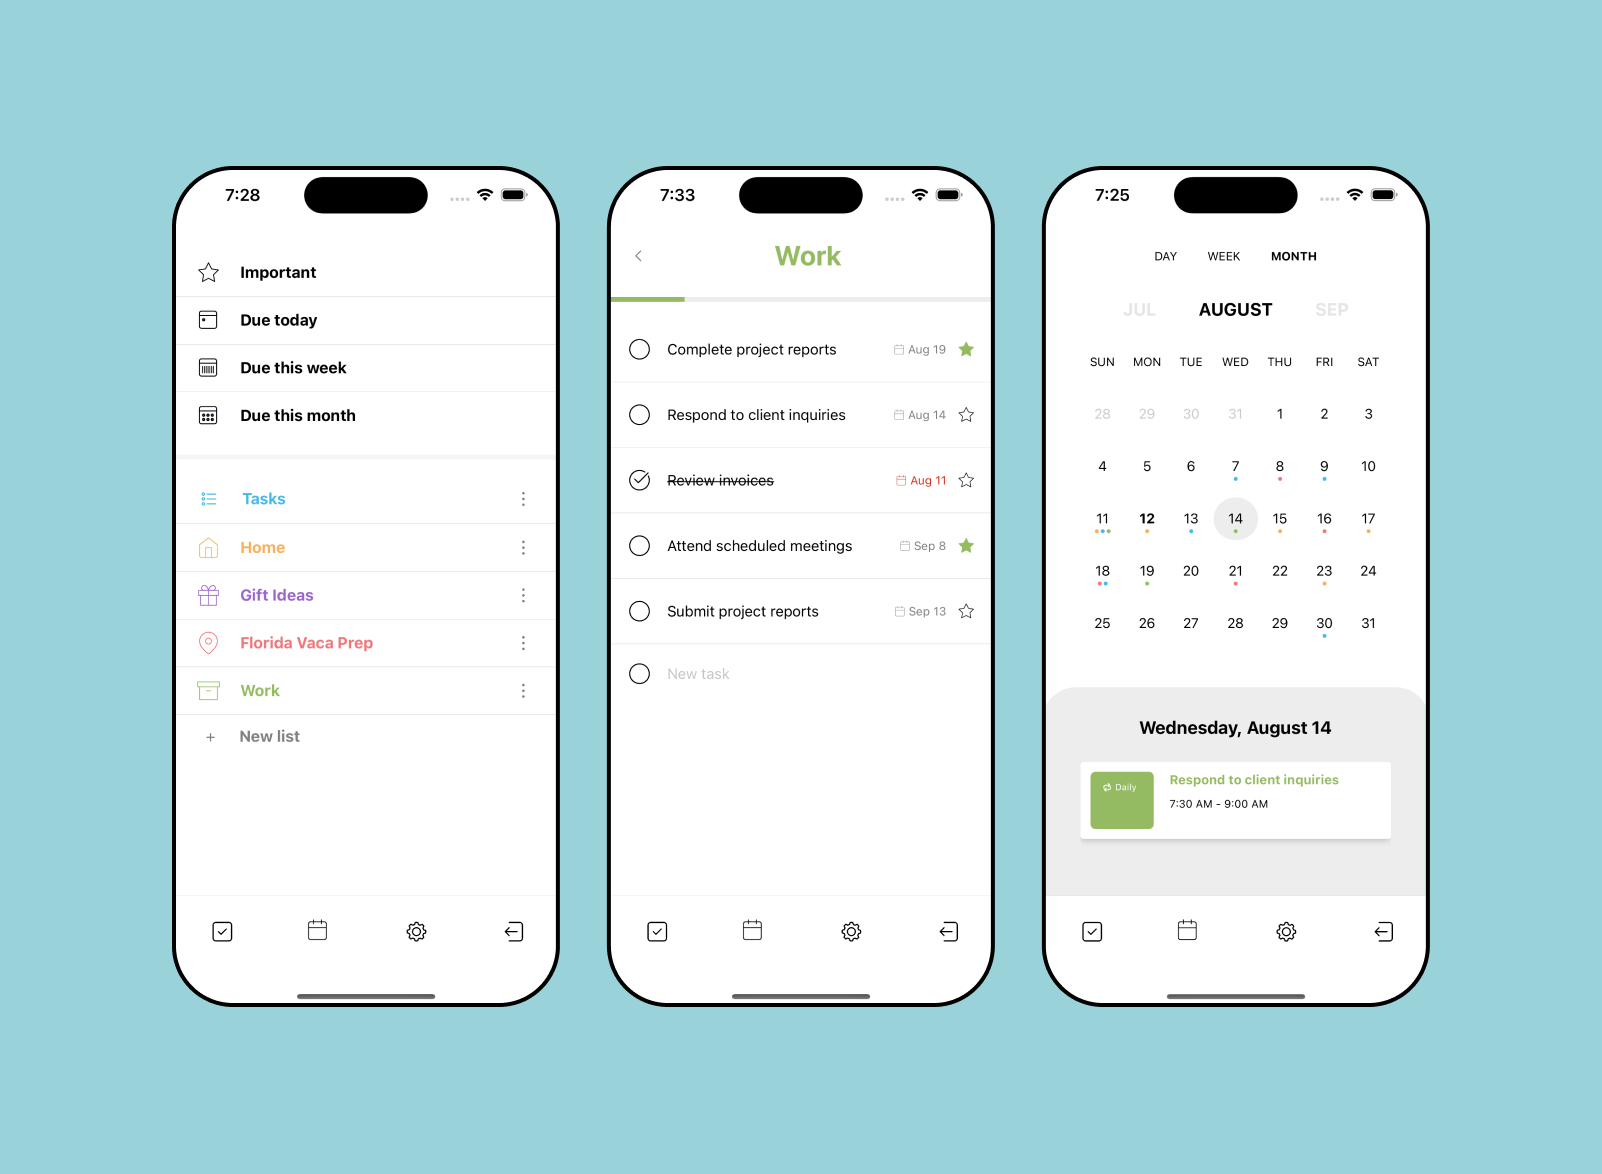 7:28
Important
Due today
Due this week
Due this month
Tasks
Home
Gift Ideas
Florida Vaca Prep
Work
+ New list
7:33
Work
Complete project reports Aug 19
Respond to client inquiries Aug 14
Review invoices Aug 11
Attend scheduled meetings Sep 8
Submit project reports Sep 13
New task
7:25
DAY WEEK MONTH
JUL AUGUST SEP
SUN MON TUE WED THU FRI SAT
28 29 30 31 1 2 3
4 5 6 7 8 9 10
11 12 13 14 15 16 17
18 19 20 21 22 23 24
25 26 27 28 29 30 31
Wednesday, August 14
Daily
Respond to client inquiries
7:30 AM - 9:00 AM